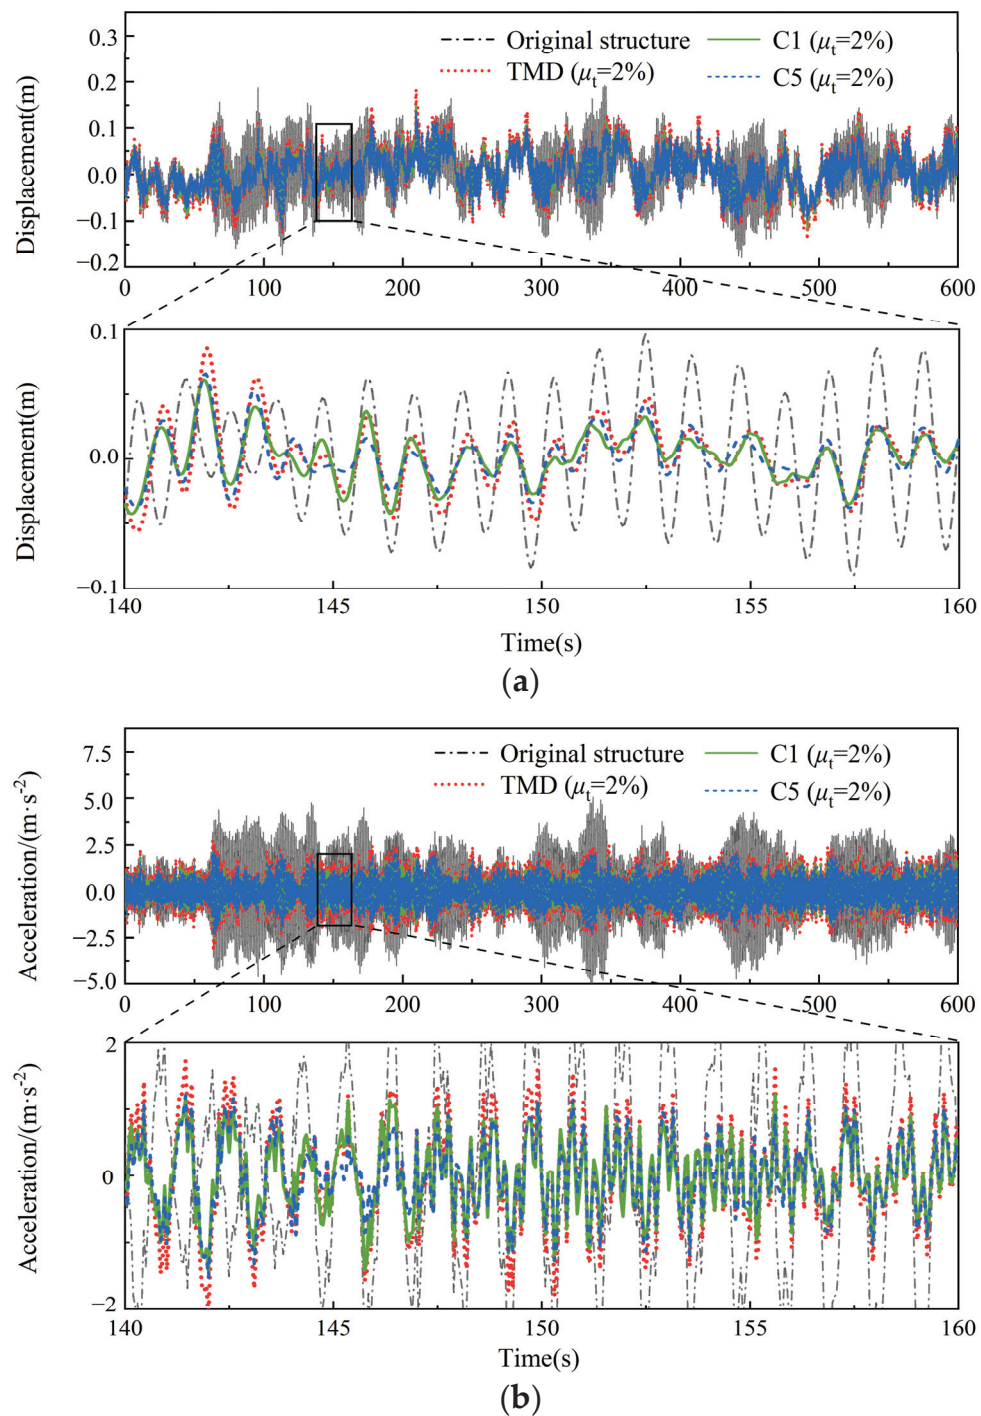 Displacement(m)
0.3
0.2
0.1
0.0
−0.1
−0.2
Original structure
C1 (μt=2%)
TMD (μt=2%)
C5 (μt=2%)
0 100 200 300 400 500 600
Displacement(m)
0.1
0.0
−0.1
140 145 150 155 160
Time(s)
(a)
Acceleration/(m·s-2)
7.5
5.0
2.5
0.0
−2.5
−5.0
Original structure
C1 (μt=2%)
TMD (μt=2%)
C5 (μt=2%)
0 100 200 300 400 500 600
Acceleration/(m·s-2)
2
0
−2
140 145 150 155 160
Time(s)
(b)